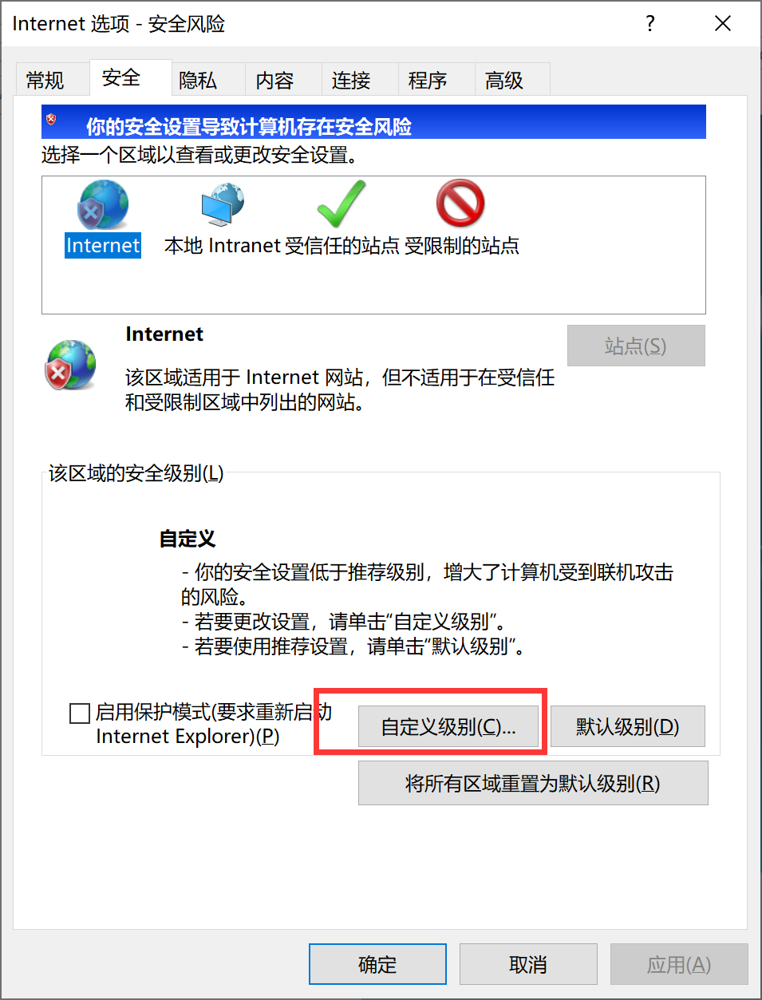 Internet 选项 - 安全风险
?
常规 安全 隐私 内容 连接 程序 高级
你的安全设置导致计算机存在安全风险
选择一个区域以查看或更改安全设置。
Internet 本地 Intranet 受信任的站点 受限制的站点
Internet
站点(S)
该区域适用于 Internet 网站，但不适用于在受信任
和受限制区域中列出的网站。
该区域的安全级别(L)
自定义
- 你的安全设置低于推荐级别，增大了计算机受到联机攻击
的风险。
- 若要更改设置，请单击“自定义级别”。
- 若要使用推荐设置，请单击“默认级别”。
启用保护模式(要求重新启动
Internet Explorer)(P)
自定义级别(C)... 默认级别(D)
将所有区域重置为默认级别(R)
确定 取消 应用(A)